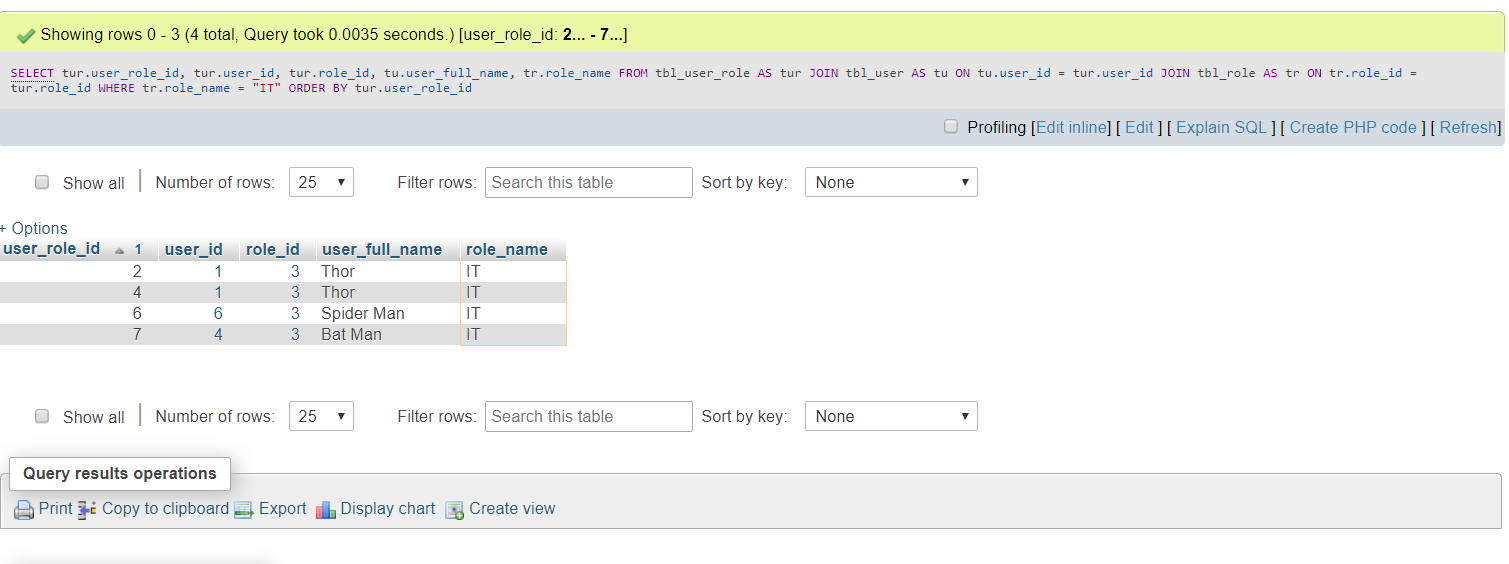 Showing rows 0 - 3 (4 total, Query took 0.0035 seconds.) [user_role_id: 2... - 7...]
SELECT tur.user_role_id, tur.user_id, tur.role_id, tu.user_full_name, tr.role_name FROM tbl_user_role AS tur JOIN tbl_user AS tu ON tu.user_id = tur.user_id JOIN tbl_role AS tr ON tr.role_id =
tur.role_id WHERE tr.role_name = "IT" ORDER BY tur.user_role_id
Profiling [Edit inline] [ Edit ] [ Explain SQL ] [ Create PHP code ] [ Refresh]
Show all Number of rows: 25 Filter rows: Search this table Sort by key: None
+ Options
user_role_id 1 user_id role_id user_full_name role_name
2 1 3 Thor IT
4 1 3 Thor IT
6 6 3 Spider Man IT
7 4 3 Bat Man IT
Show all Number of rows: 25 Filter rows: Search this table Sort by key: None
Query results operations
Print Copy to clipboard Export Display chart Create view